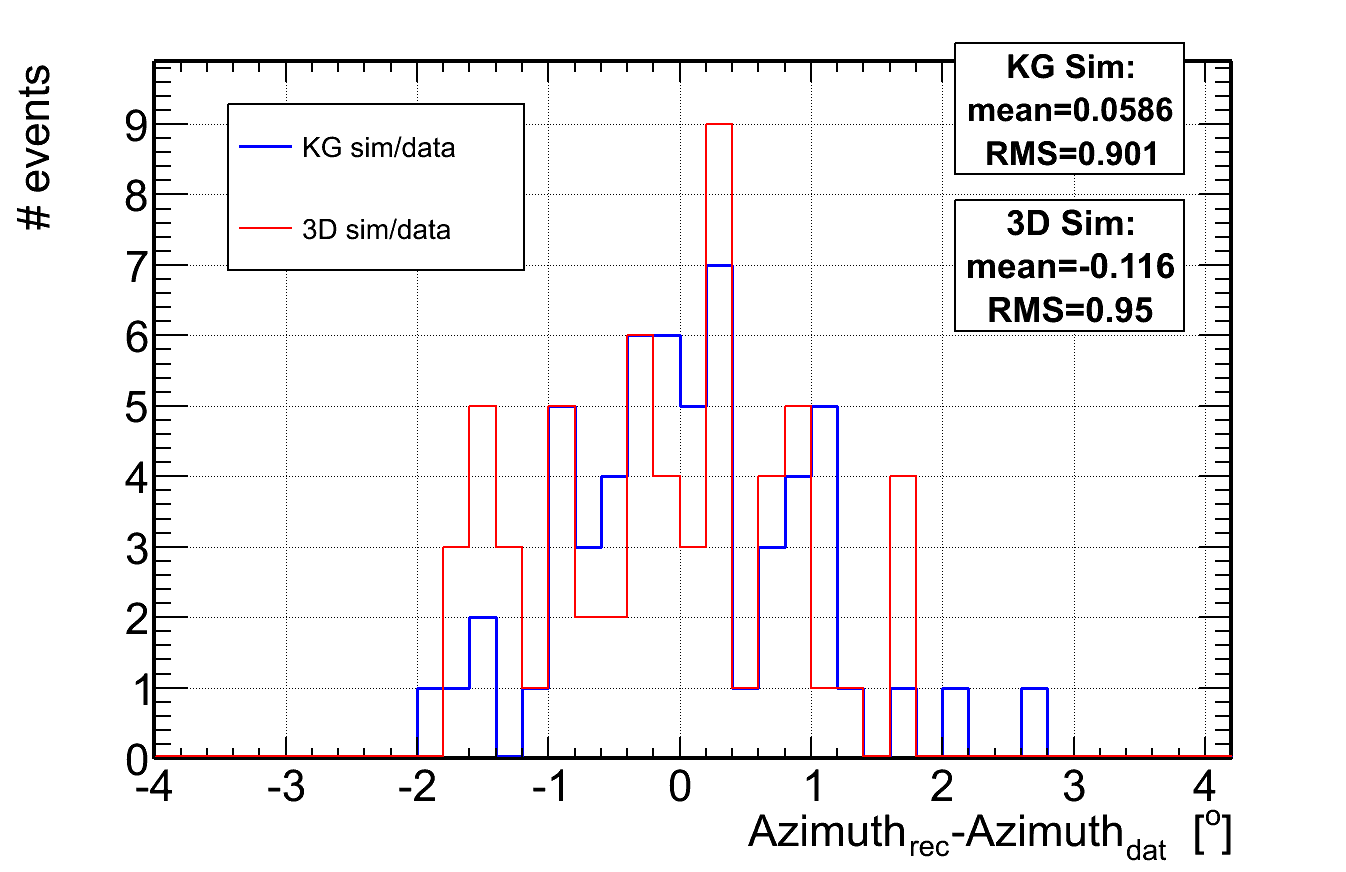 # events
KG sim/data
3D sim/data
KG Sim:
mean=0.0586
RMS=0.901
3D Sim:
mean=-0.116
RMS=0.95
9
8
7
6
5
4
3
2
1
0
-4 -3 -2 -1 0 1 2 3 4
Azimuth_rec-Azimuth_dat [°]